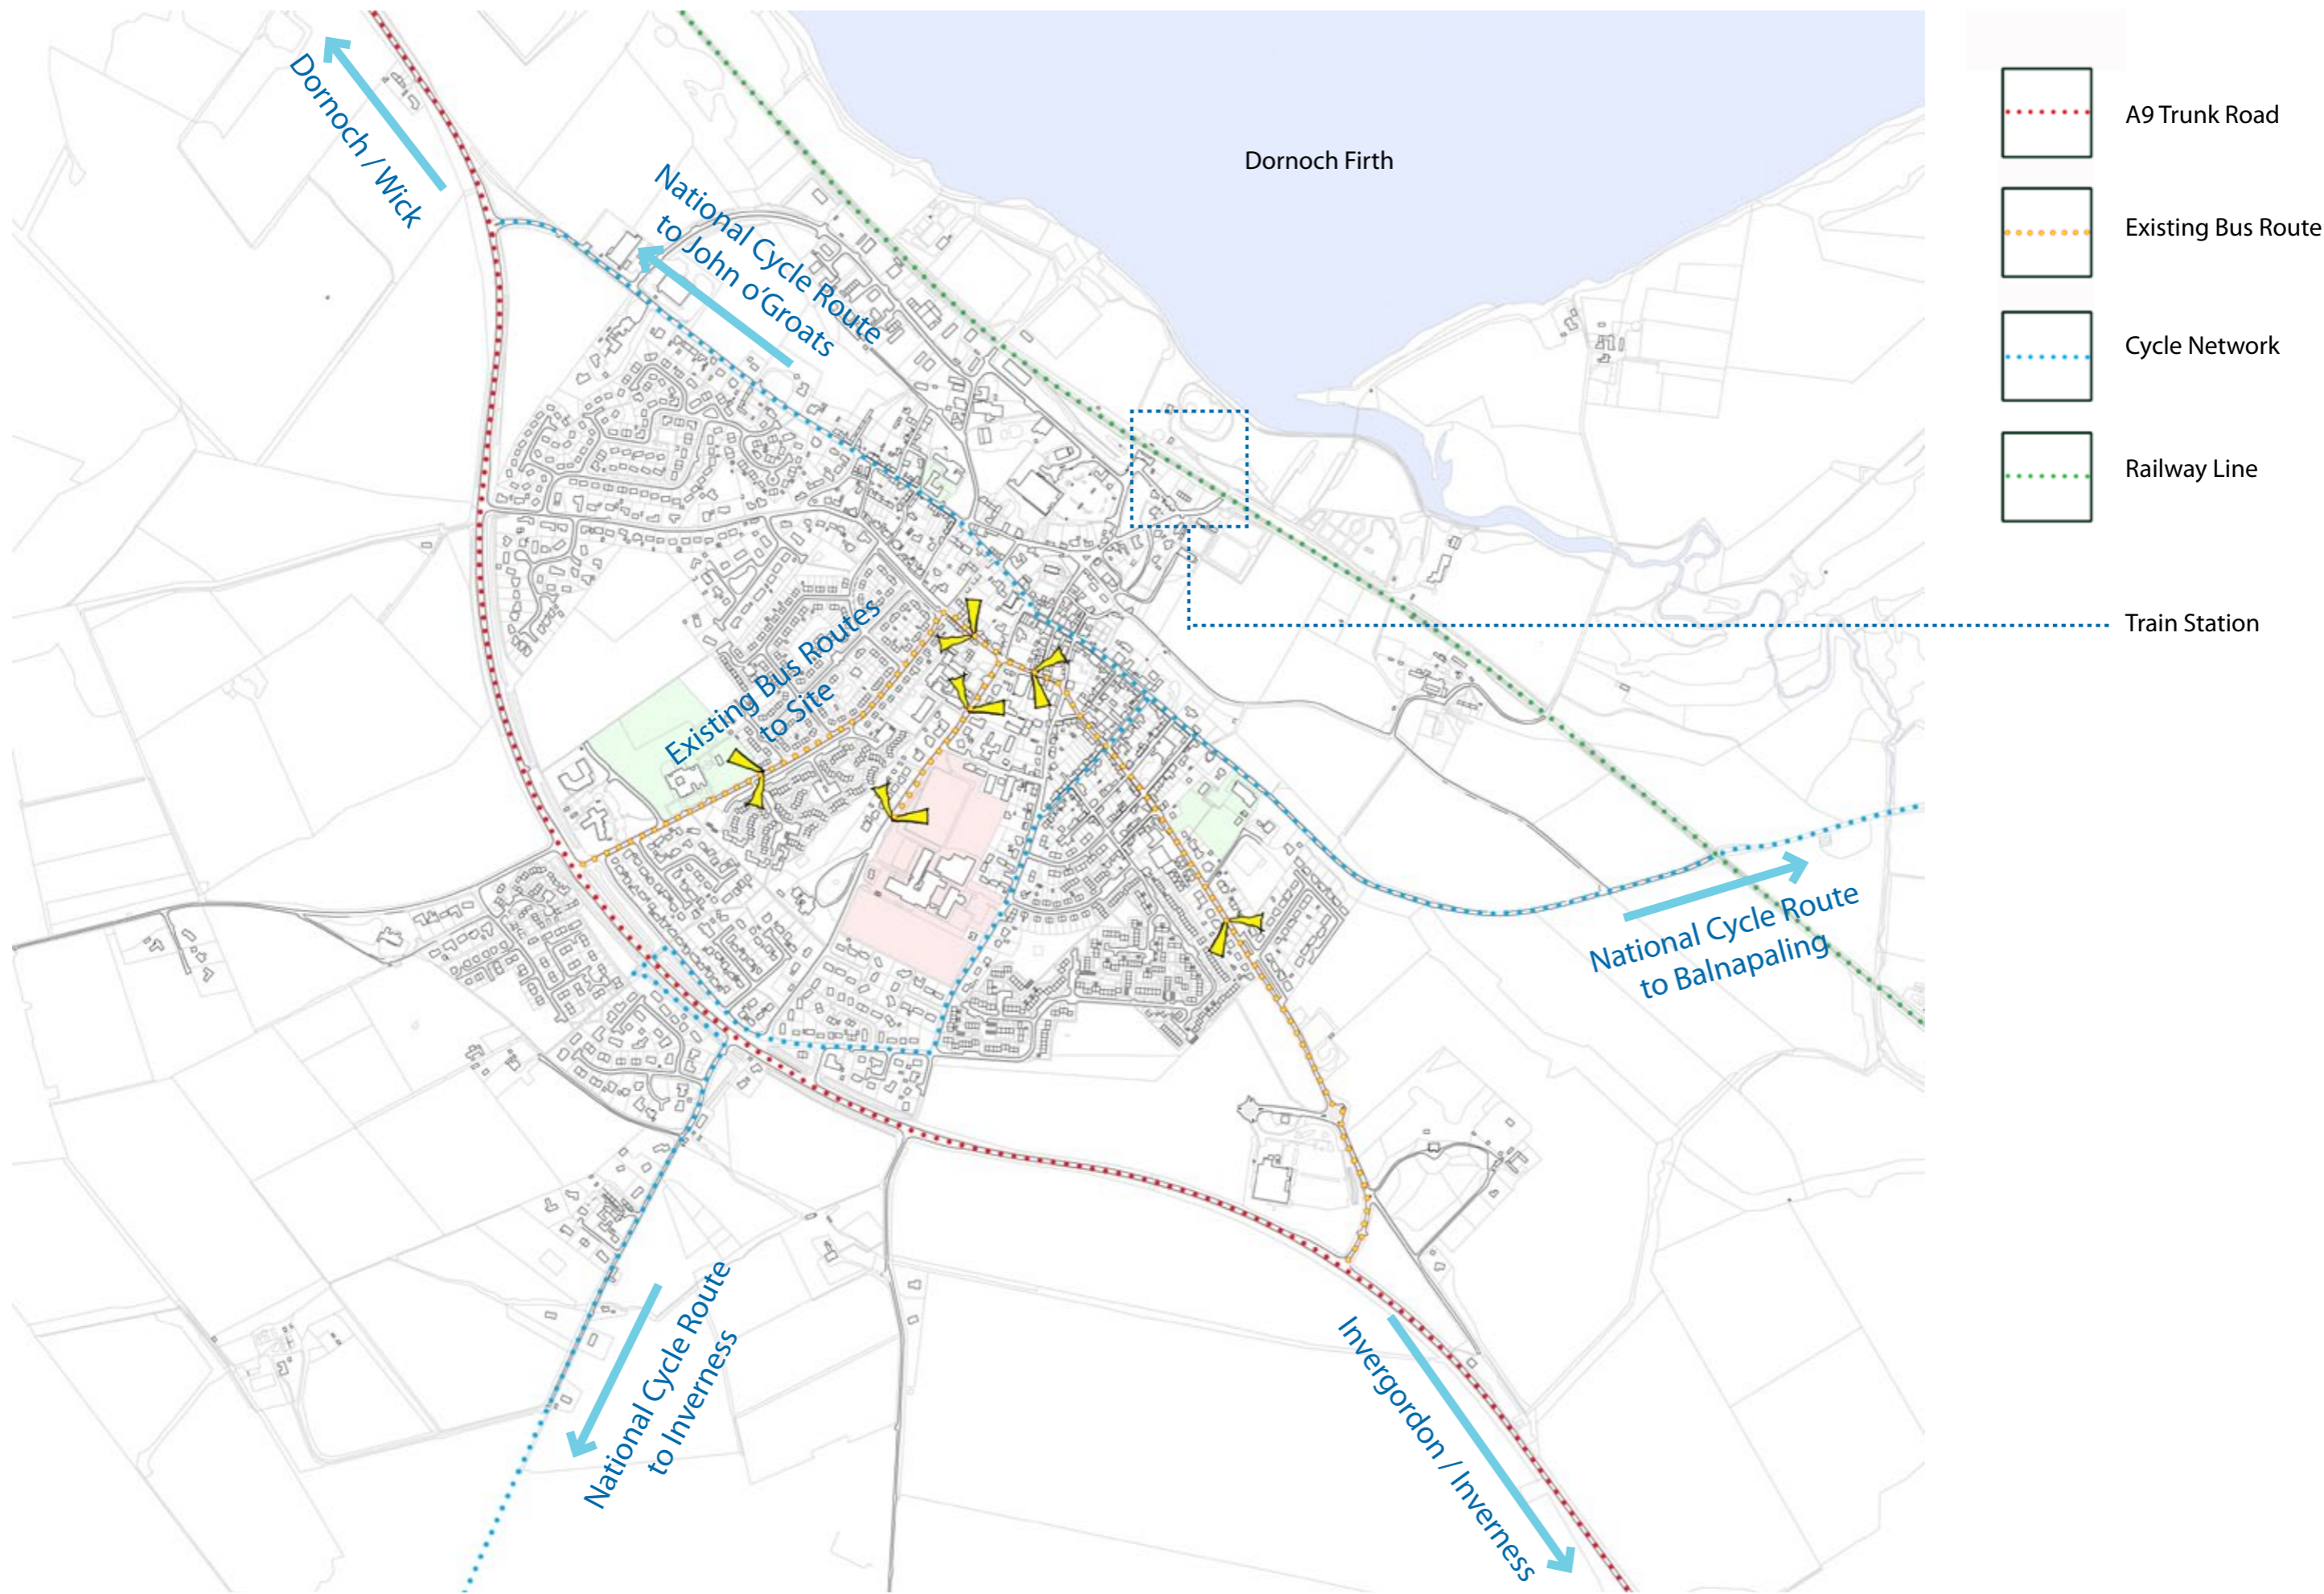 Dornoch / Wick
National Cycle Route
to John o'Groats
Dornoch Firth
A9 Trunk Road
Existing Bus Route
Cycle Network
Railway Line
Train Station
Existing Bus Routes
to Site
National Cycle Route
to Balnapaling
National Cycle Route
to Inverness
Invergordon / Inverness